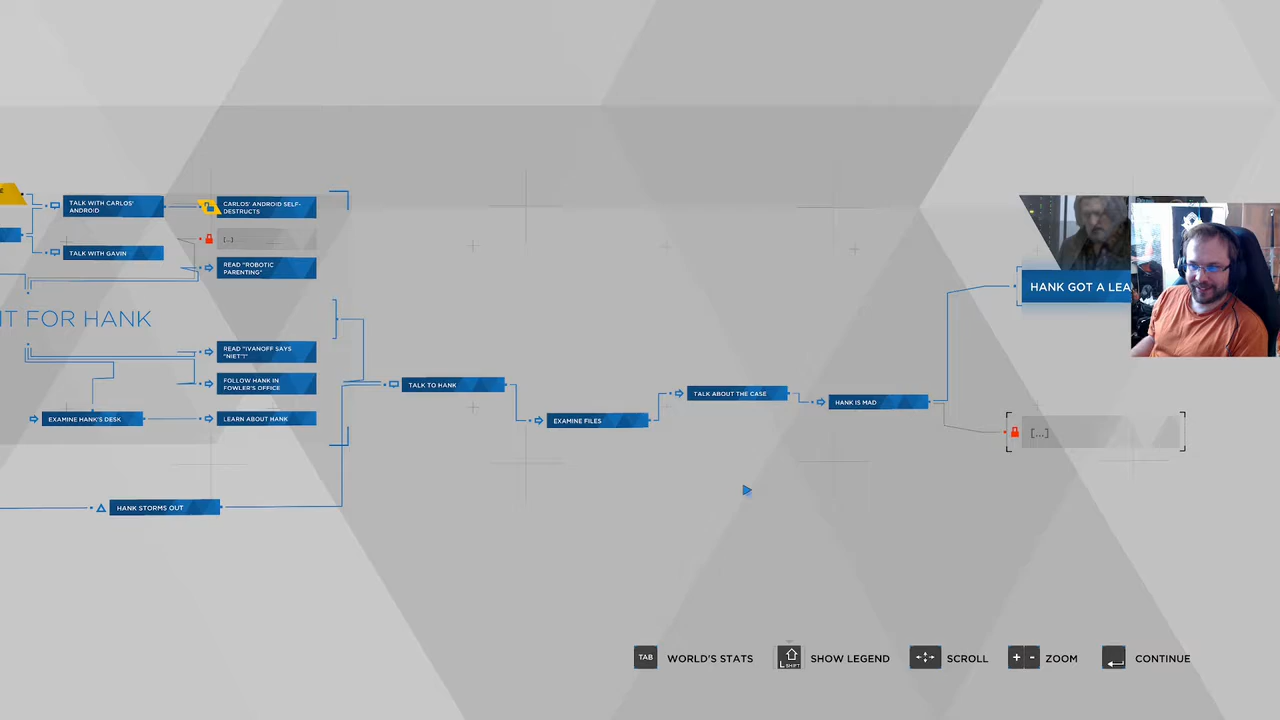 E
TALK WITH CARLOS'
ANDROID
CARLOS' ANDROID SELF-
DESTRUCTS
[...]
TALK WITH GAVIN
READ "ROBOTIC
PARENTING"
IT FOR HANK
HANK GOT A LEA
READ "IVANOFF SAYS
"NIET"!"
FOLLOW HANK IN
FOWLER'S OFFICE
TALK TO HANK
TALK ABOUT THE CASE
HANK IS MAD
EXAMINE HANK'S DESK
LEARN ABOUT HANK
EXAMINE FILES
[...]
HANK STORMS OUT
TAB WORLD'S STATS
L SHIFT SHOW LEGEND
SCROLL
+ - ZOOM
CONTINUE